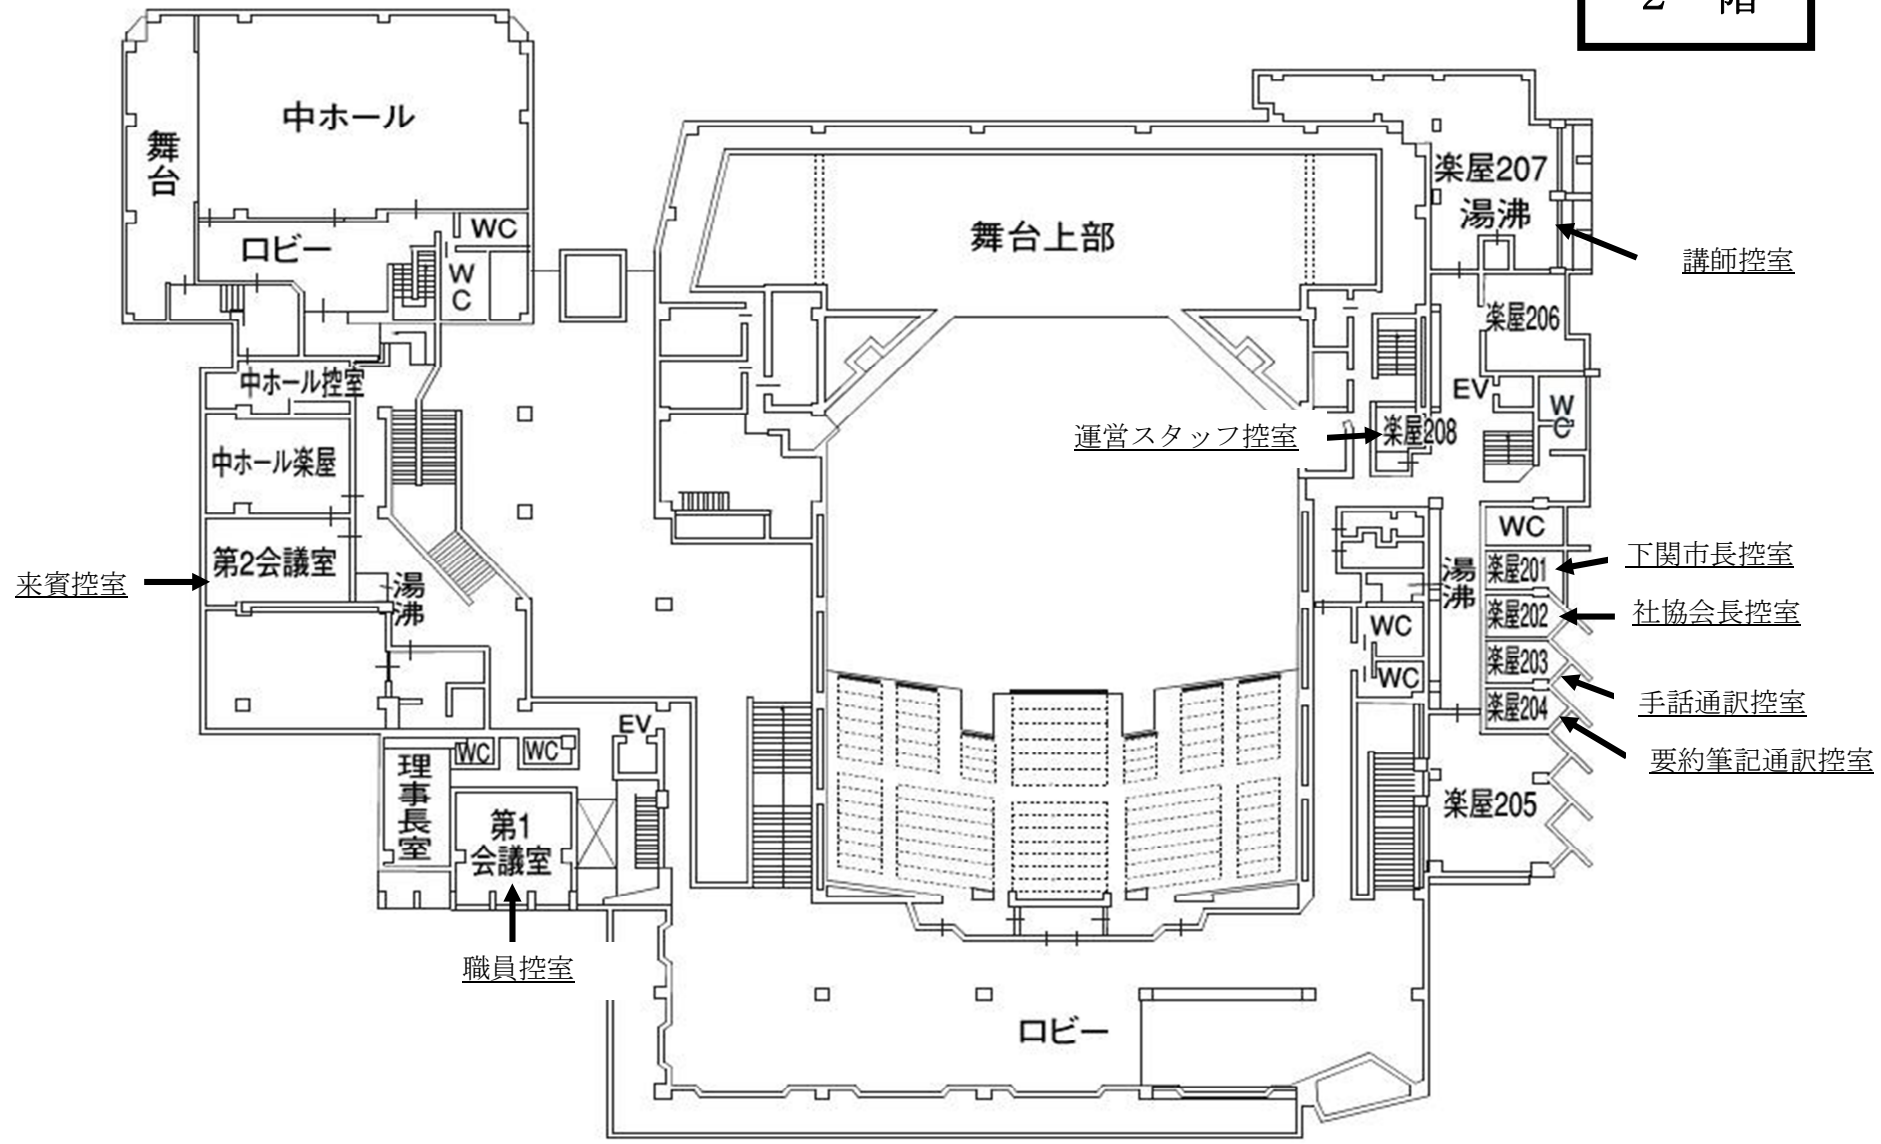 2 階
中ホール
舞台
ロビー
WC
WC
舞台上部
楽屋207
湯沸
講師控室
楽屋206
EV
WC
中ホール控室
運営スタッフ控室
楽屋208
中ホール楽屋
WC
第2会議室
来賓控室
湯沸
湯沸
楽屋201
下関市長控室
楽屋202
社協会長控室
WC
楽屋203
WC
手話通訳控室
楽屋204
要約筆記通訳控室
EV
WC
WC
理事長室
第1
会議室
楽屋205
職員控室
ロビー